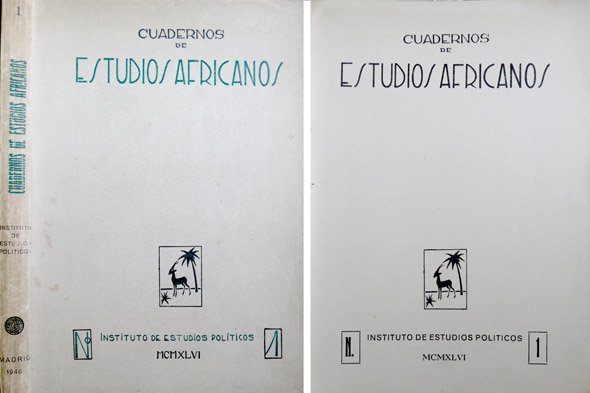 1
CUADERNOS DE ESTUDIOS AFRICANOS
INSTITUTO
DE
ESTUDIOS
POLITICOS
MADRID
1946
CUADERNOS
DE
ESTUDIOS AFRICANOS
Nº
INSTITUTO DE ESTUDIOS POLÍTICOS
1
MCMXLVI
CUADERNOS
DE
ESTUDIOS AFRICANOS
N.
INSTITUTO DE ESTUDIOS POLITICOS
1
MCMXLVI